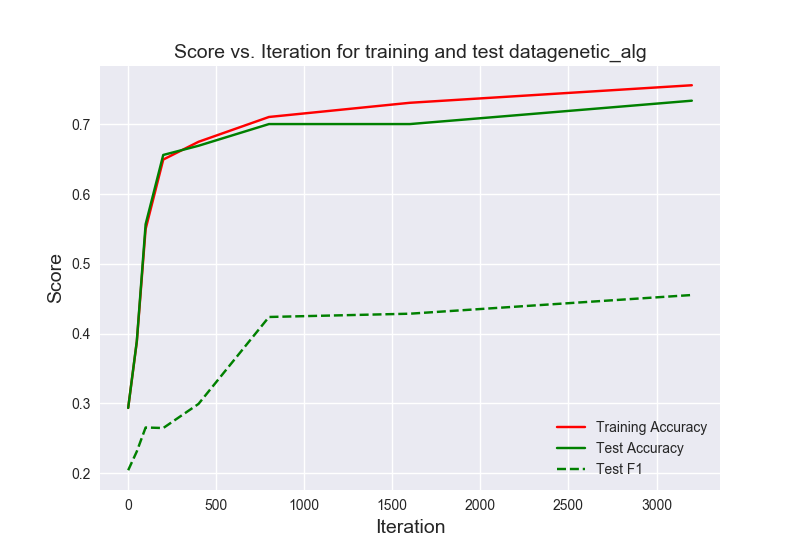 Score vs. Iteration for training and test datagenetic_alg
0.7
0.6
0.5
0.4
0.3
0.2
Score
Training Accuracy
Test Accuracy
Test F1
0 500 1000 1500 2000 2500 3000
Iteration